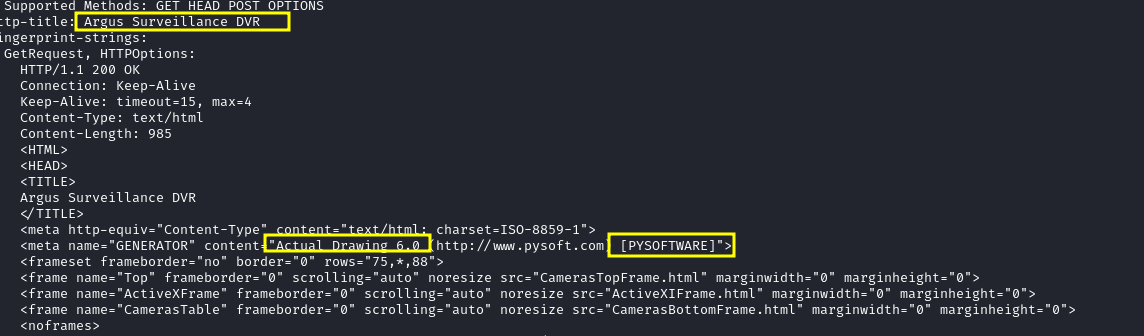 Supported Methods: GET HEAD POST OPTIONS
ttp-title: Argus Surveillance DVR
ingerprint-strings:
GetRequest, HTTPOptions:
HTTP/1.1 200 OK
Connection: Keep-Alive
Keep-Alive: timeout=15, max=4
Content-Type: text/html
Content-Length: 985
<HTML>
<HEAD>
<TITLE>
Argus Surveillance DVR
</TITLE>
<meta http-equiv="Content-Type" content="text/html; charset=ISO-8859-1">
<meta name="GENERATOR" content="Actual Drawing 6.0 (http://www.pysoft.com) [PYSOFTWARE]">
<frameset frameborder="no" border="0" rows="75,*,88">
<frame name="Top" frameborder="0" scrolling="auto" noresize src="CamerasTopFrame.html" marginwidth="0" marginheight="0">
<frame name="ActiveXFrame" frameborder="0" scrolling="auto" noresize src="ActiveXIFrame.html" marginwidth="0" marginheight="0">
<frame name="CamerasTable" frameborder="0" scrolling="auto" noresize src="CamerasBottomFrame.html" marginwidth="0" marginheight="0">
<noframes>